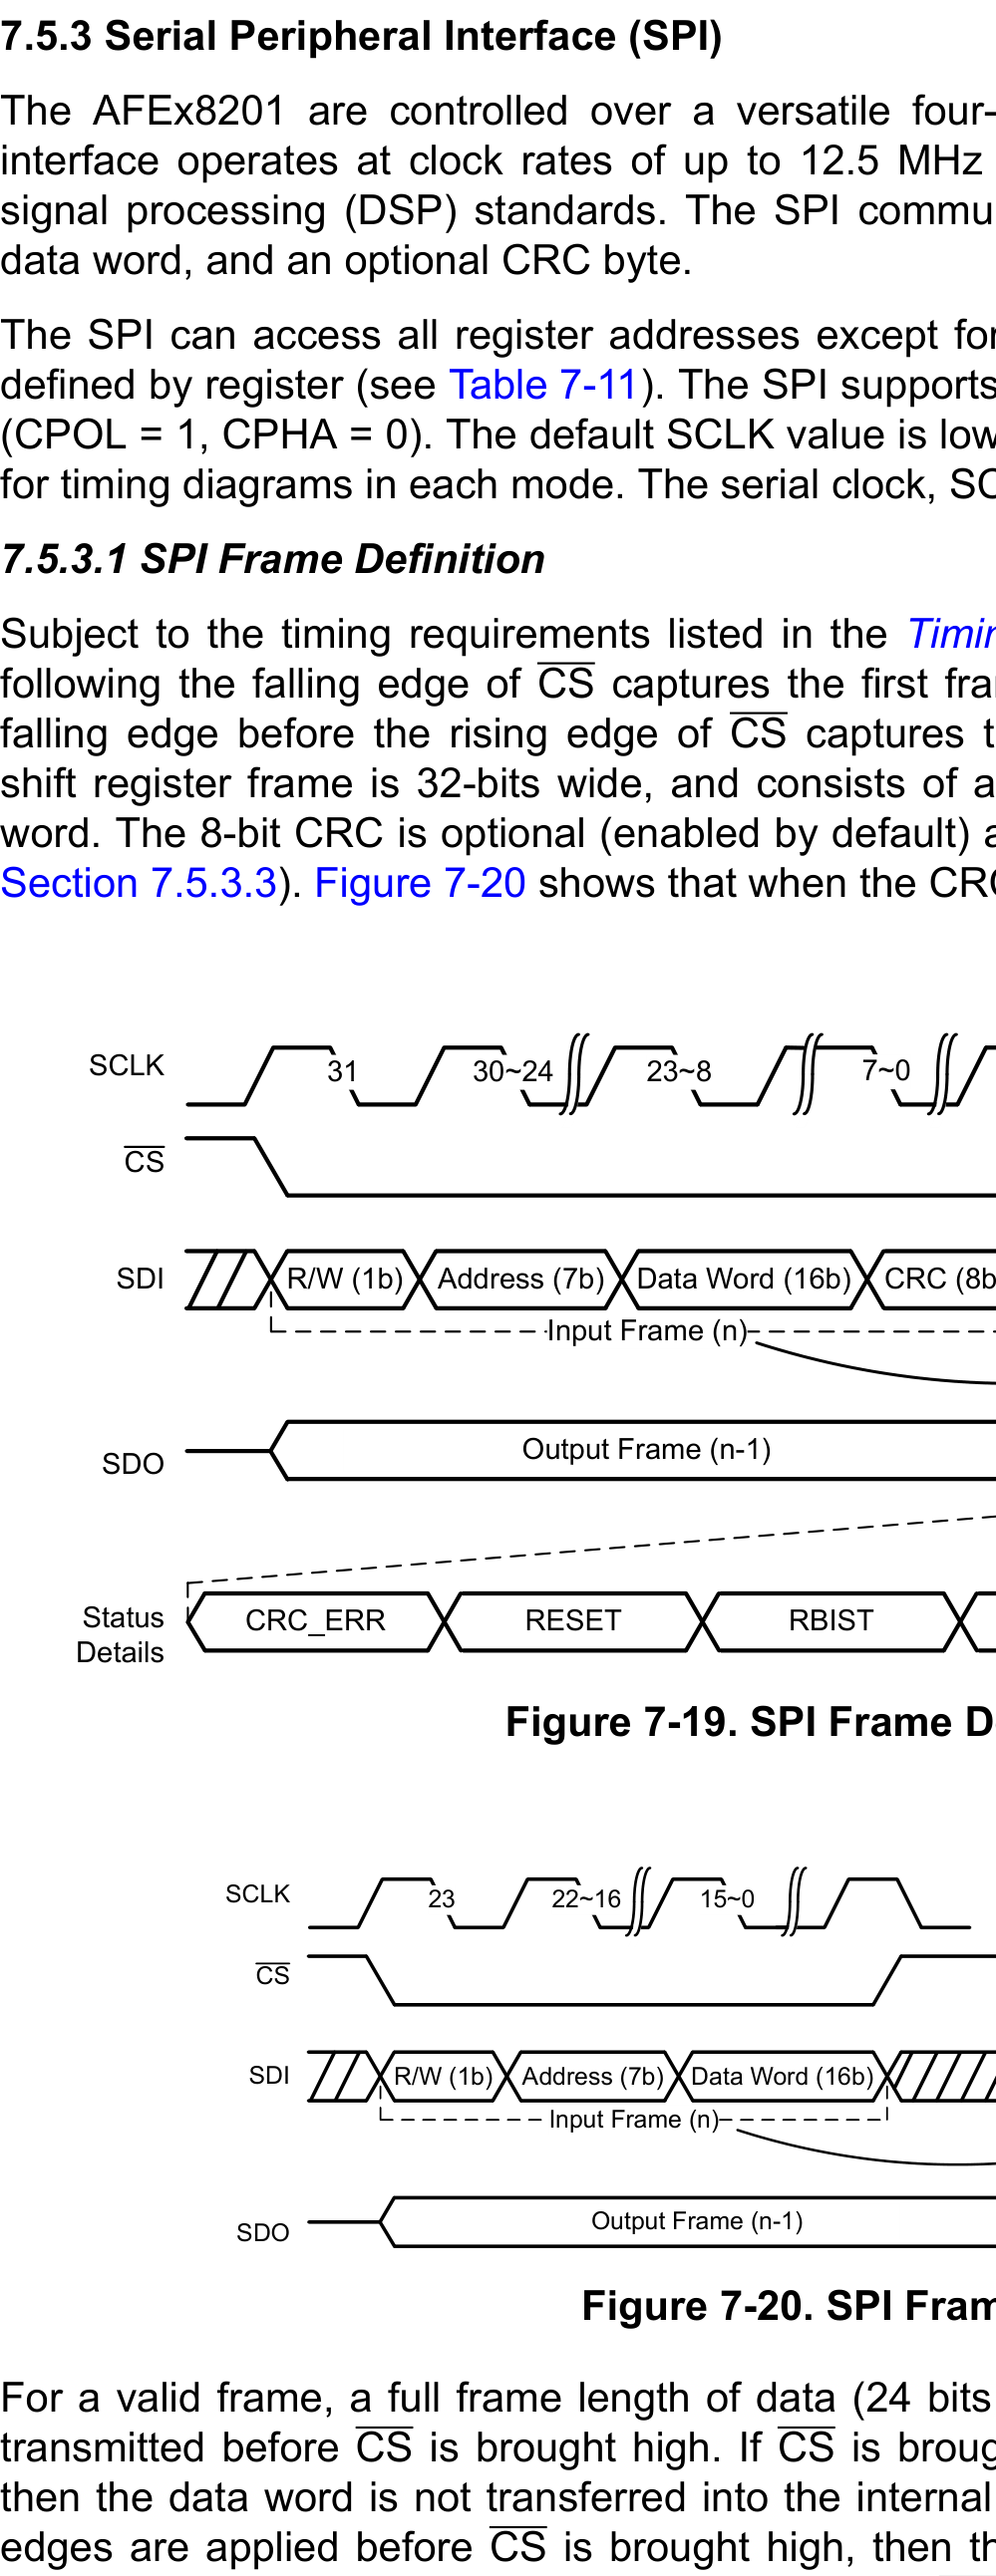 7.5.3 Serial Peripheral Interface (SPI)
The AFEx8201 are controlled over a versatile four-
interface operates at clock rates of up to 12.5 MHz
signal processing (DSP) standards. The SPI commu
data word, and an optional CRC byte.
The SPI can access all register addresses except for
defined by register (see Table 7-11). The SPI supports
(CPOL = 1, CPHA = 0). The default SCLK value is low
for timing diagrams in each mode. The serial clock, SC
7.5.3.1 SPI Frame Definition
Subject to the timing requirements listed in the Timin
following the falling edge of CS captures the first fra
falling edge before the rising edge of CS captures t
shift register frame is 32-bits wide, and consists of a
word. The 8-bit CRC is optional (enabled by default) a
Section 7.5.3.3). Figure 7-20 shows that when the CRC
SCLK 31 30~24 23~8 7~0
CS
SDI R/W (1b) Address (7b) Data Word (16b) CRC (8b
Input Frame (n)
SDO Output Frame (n-1)
Status
Details CRC_ERR RESET RBIST
Figure 7-19. SPI Frame D
SCLK 23 22~16 15~0
CS
SDI R/W (1b) Address (7b) Data Word (16b)
Input Frame (n)
SDO Output Frame (n-1)
Figure 7-20. SPI Fram
For a valid frame, a full frame length of data (24 bits
transmitted before CS is brought high. If CS is broug
then the data word is not transferred into the internal
edges are applied before CS is brought high, then th